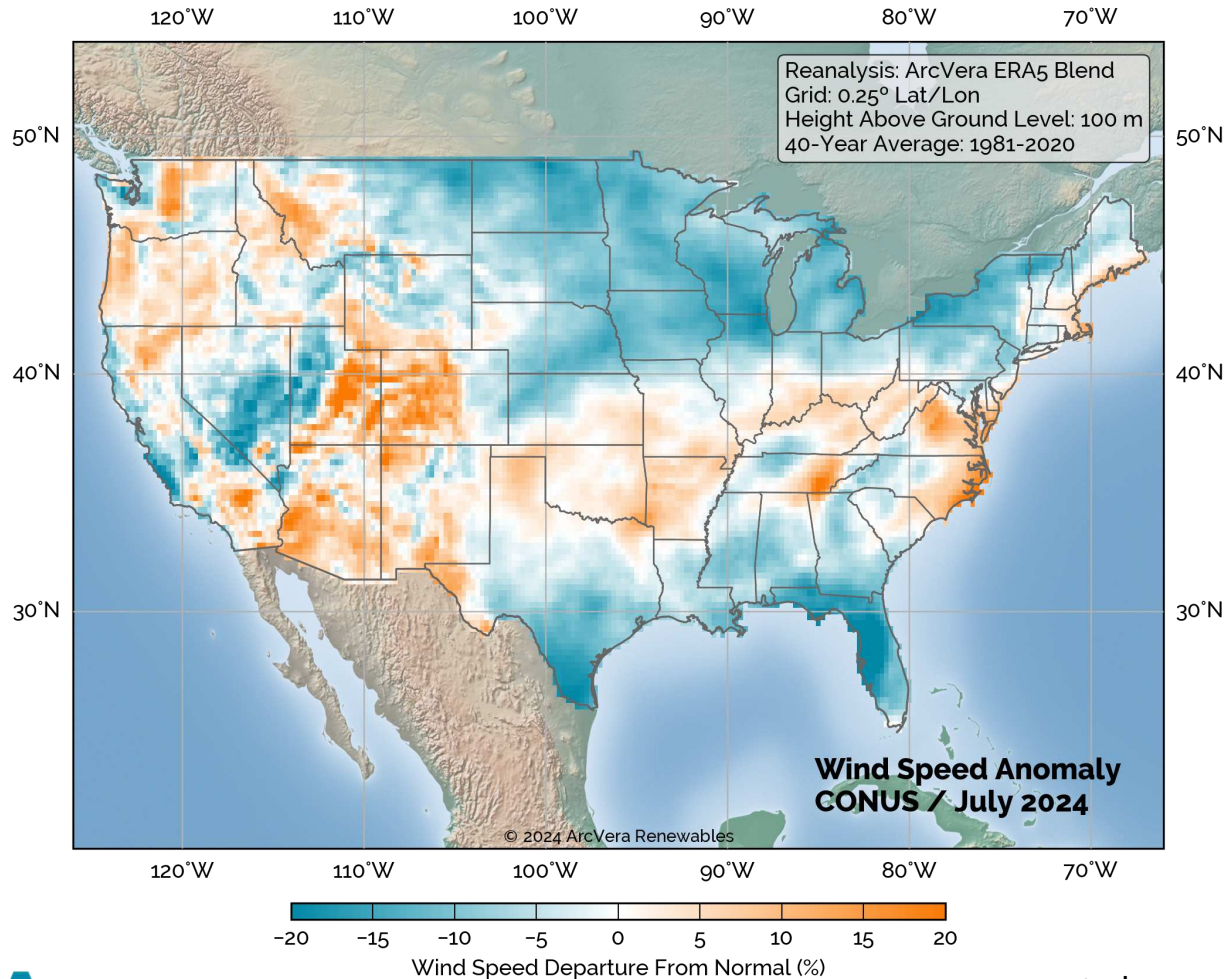 120°W 110°W 100°W 90°W 80°W 70°W
Reanalysis: ArcVera ERA5 Blend
Grid: 0.25º Lat/Lon
Height Above Ground Level: 100 m
40-Year Average: 1981-2020
50°N 50°N
40°N 40°N
30°N 30°N
Wind Speed Anomaly
CONUS / July 2024
© 2024 ArcVera Renewables
120°W 110°W 100°W 90°W 80°W 70°W
−20 −15 −10 −5 0 5 10 15 20
Wind Speed Departure From Normal (%)